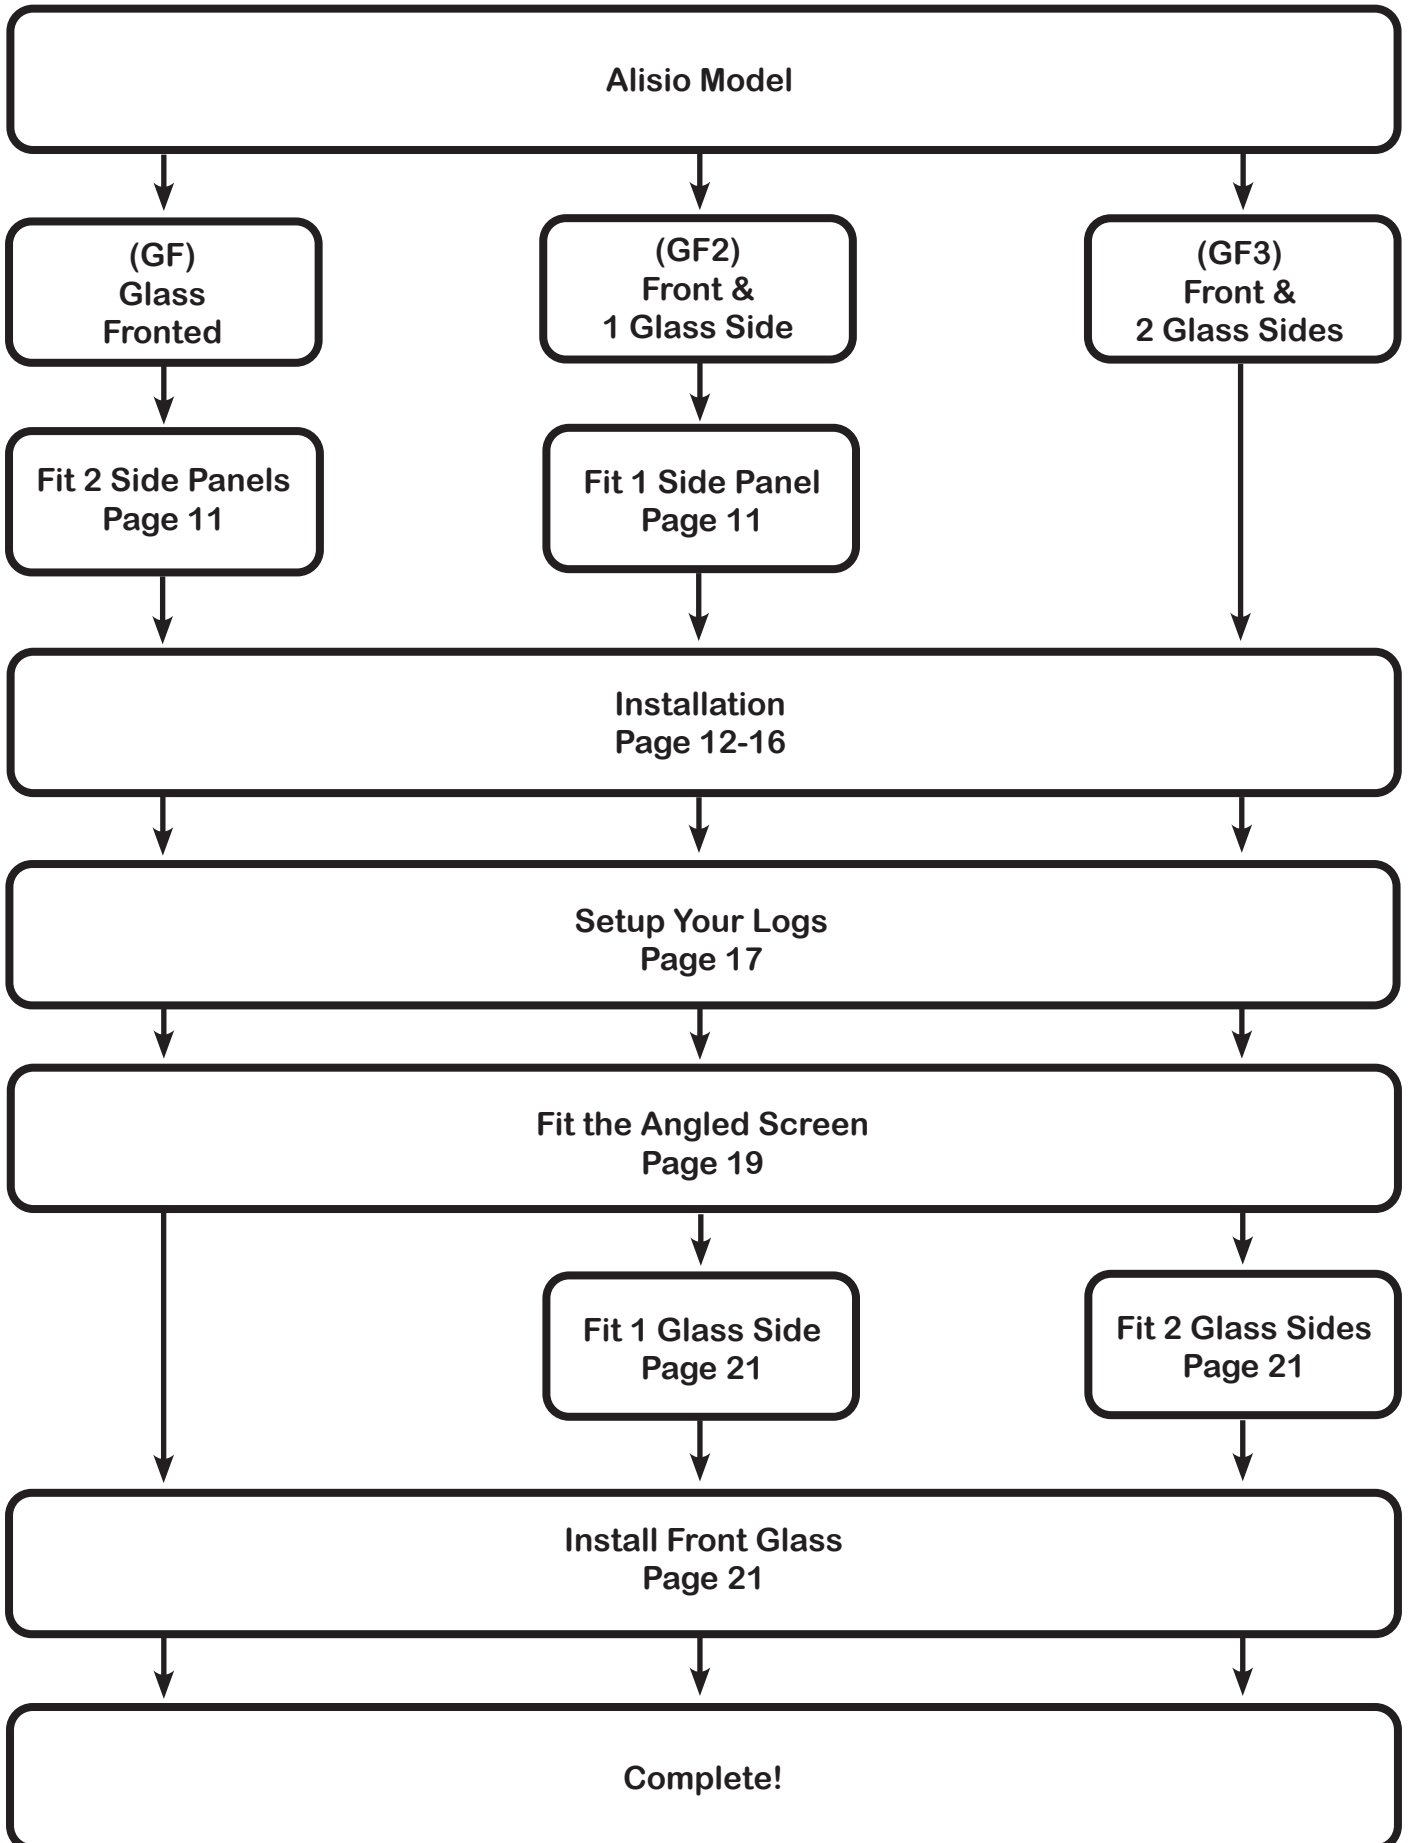 Alisio Model
(GF)
Glass
Fronted
(GF2)
Front &
1 Glass Side
(GF3)
Front &
2 Glass Sides
Fit 2 Side Panels
Page 11
Fit 1 Side Panel
Page 11
Installation
Page 12-16
Setup Your Logs
Page 17
Fit the Angled Screen
Page 19
Fit 1 Glass Side
Page 21
Fit 2 Glass Sides
Page 21
Install Front Glass
Page 21
Complete!